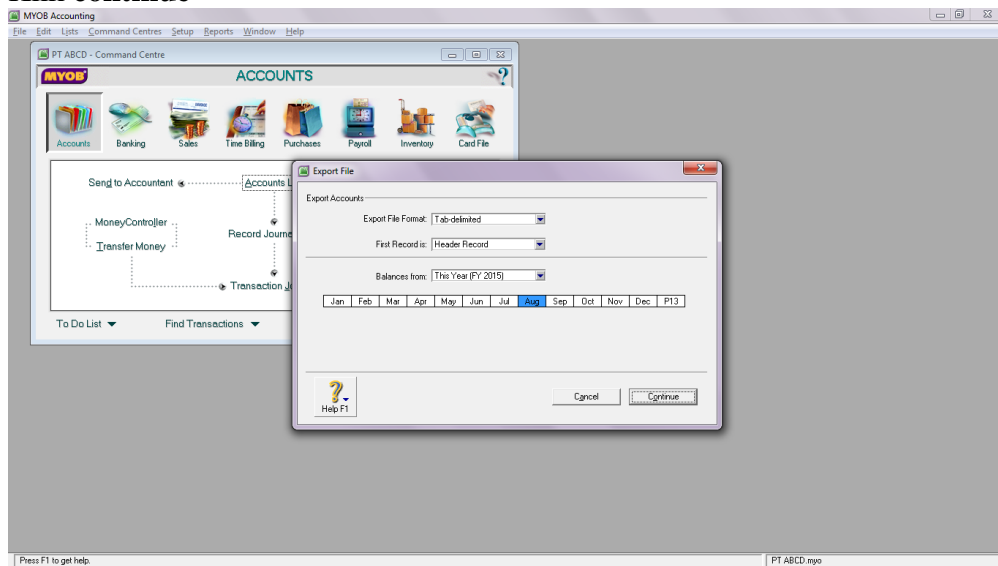 MYOB Accounting
File Edit Lists Command Centres Setup Reports Window Help
PT ABCD - Command Centre
MYOB
ACCOUNTS
Accounts Banking Sales Time Billing Purchases Payroll Inventory Card File
Send to Accountant
Accounts L
MoneyController
Record Journ
Transfer Money
Transaction J
To Do List Find Transactions
Export File
Export Accounts
Export File Format: Tab-delimited
First Record is: Header Record
Balances from: This Year (FY 2015)
Jan Feb Mar Apr May Jun Jul Aug Sep Oct Nov Dec P13
Help F1
Cancel Continue
Press F1 to get help. PT ABCD.myo